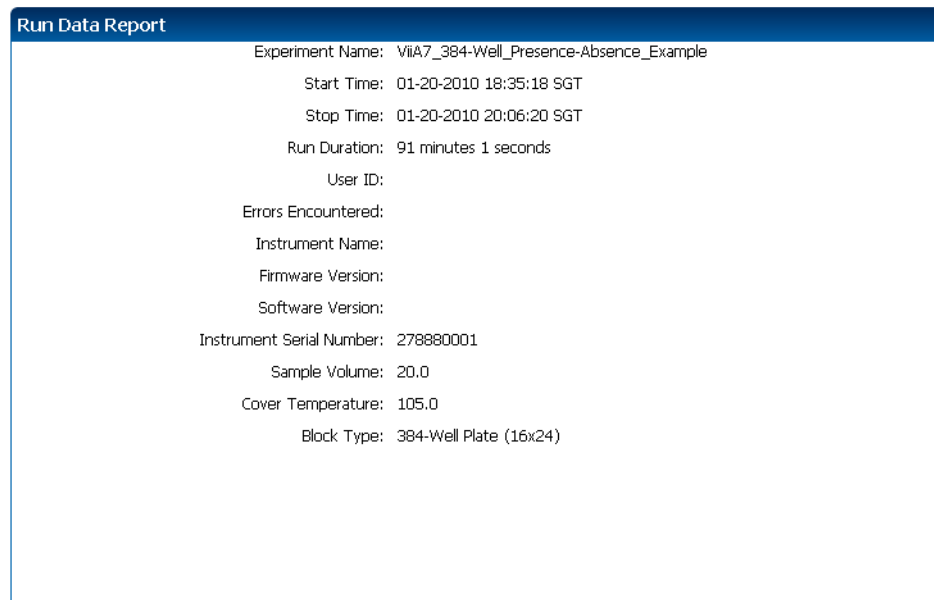 Run Data Report
Experiment Name: ViiA7_384-Well_Presence-Absence_Example
Start Time: 01-20-2010 18:35:18 SGT
Stop Time: 01-20-2010 20:06:20 SGT
Run Duration: 91 minutes 1 seconds
User ID:
Errors Encountered:
Instrument Name:
Firmware Version:
Software Version:
Instrument Serial Number: 278880001
Sample Volume: 20.0
Cover Temperature: 105.0
Block Type: 384-Well Plate (16x24)